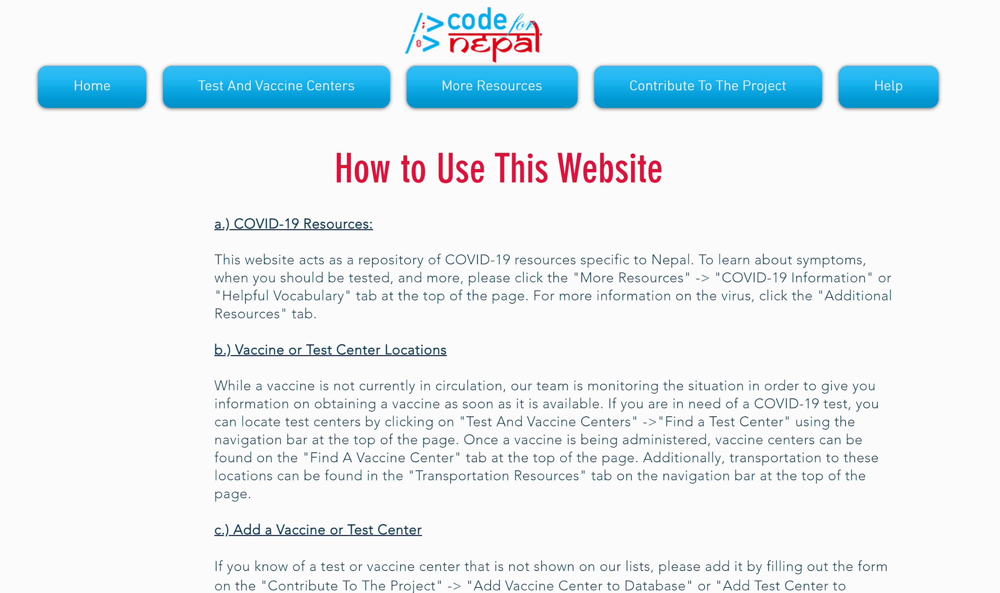 /;> code for
/0> nepal
Home Test And Vaccine Centers More Resources Contribute To The Project Help
How to Use This Website
a.) COVID-19 Resources:
This website acts as a repository of COVID-19 resources specific to Nepal. To learn about symptoms,
when you should be tested, and more, please click the "More Resources" -> "COVID-19 Information" or
"Helpful Vocabulary" tab at the top of the page. For more information on the virus, click the "Additional
Resources" tab.
b.) Vaccine or Test Center Locations
While a vaccine is not currently in circulation, our team is monitoring the situation in order to give you
information on obtaining a vaccine as soon as it is available. If you are in need of a COVID-19 test, you
can locate test centers by clicking on "Test And Vaccine Centers" ->"Find a Test Center" using the
navigation bar at the top of the page. Once a vaccine is being administered, vaccine centers can be
found on the "Find A Vaccine Center" tab at the top of the page. Additionally, transportation to these
locations can be found in the "Transportation Resources" tab on the navigation bar at the top of the
page.
c.) Add a Vaccine or Test Center
If you know of a test or vaccine center that is not shown on our lists, please add it by filling out the form
on the "Contribute To The Project" -> "Add Vaccine Center to Database" or "Add Test Center to